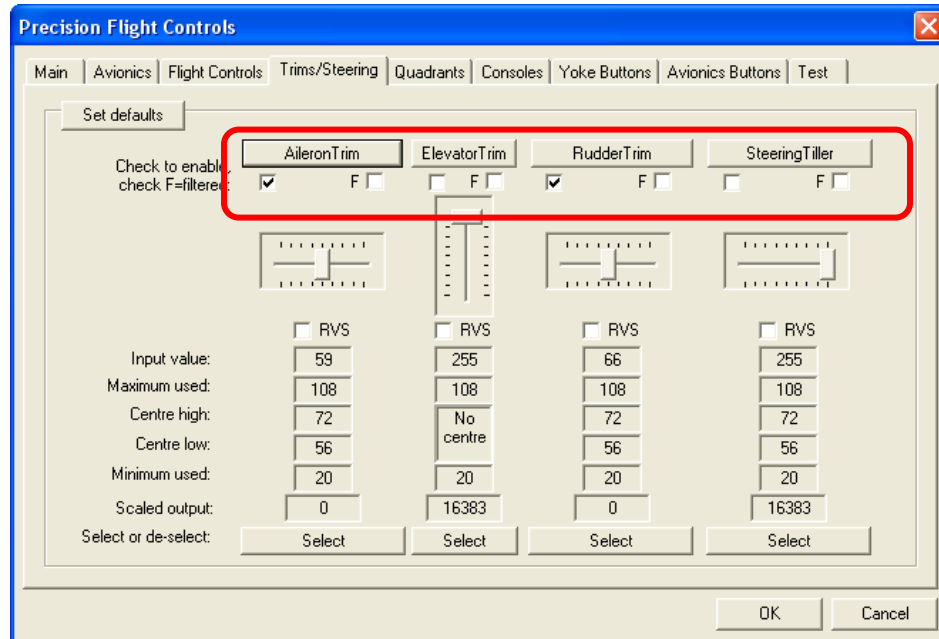 Precision Flight Controls
Main Avionics Flight Controls Trims/Steering Quadrants Consoles Yoke Buttons Avionics Buttons Test
Set defaults
AileronTrim ElevatorTrim RudderTrim SteeringTiller
Check to enable,
check F=filtered: F F F F
RVS RVS RVS RVS
Input value: 59 255 66 255
Maximum used: 108 108 108 108
Centre high: 72 No 72 72
centre
Centre low: 56 56 56
Minimum used: 20 20 20 20
Scaled output: 0 16383 0 16383
Select or de-select: Select Select Select Select
OK Cancel